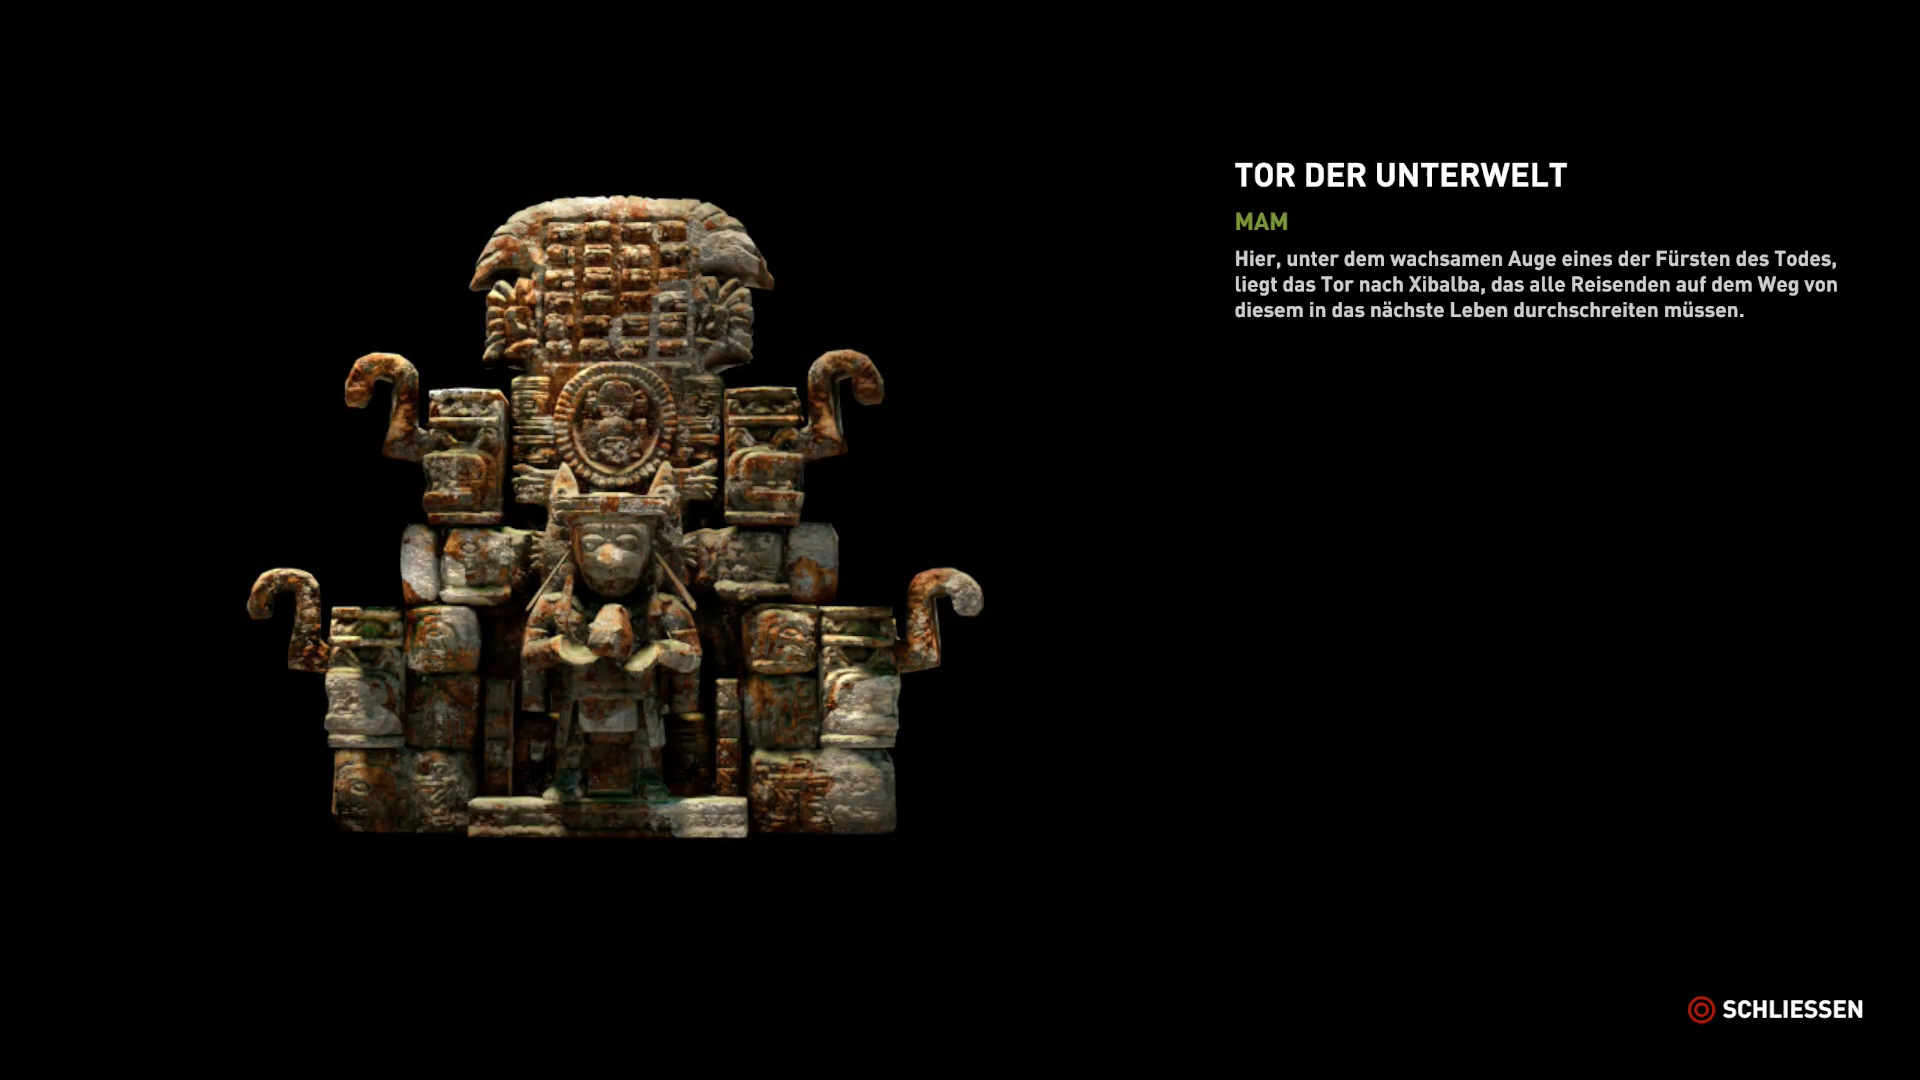 TOR DER UNTERWELT
MAM
Hier, unter dem wachsamen Auge eines der Fürsten des Todes,
liegt das Tor nach Xibalba, das alle Reisenden auf dem Weg von
diesem in das nächste Leben durchschreiten müssen.
SCHLIESSEN